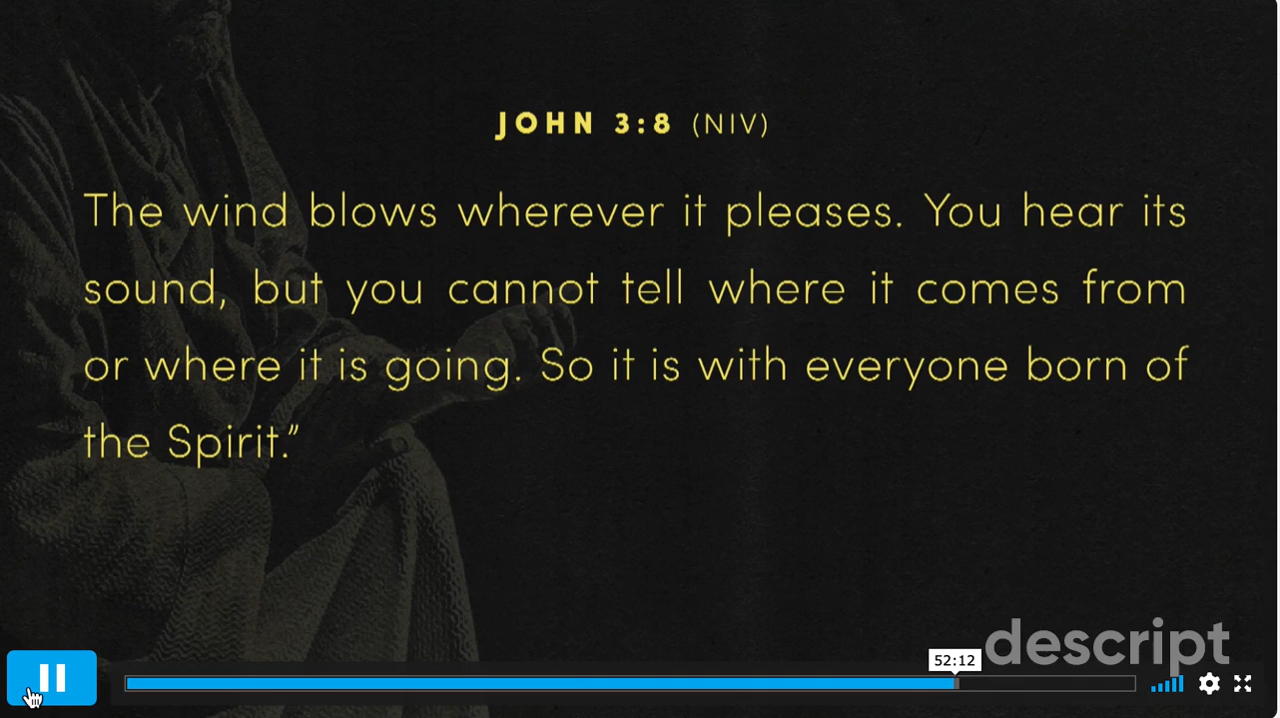 JOHN 3:8 (NIV)
The wind blows wherever it pleases. You hear its
sound, but you cannot tell where it comes from
or where it is going. So it is with everyone born of
the Spirit.”
descript
52:12